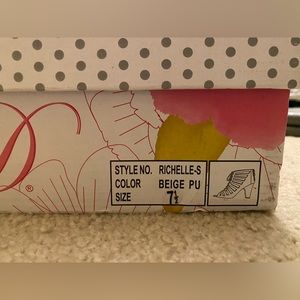 ®
STYLE NO. RICHELLE-S
COLOR BEIGE PU
SIZE 7½